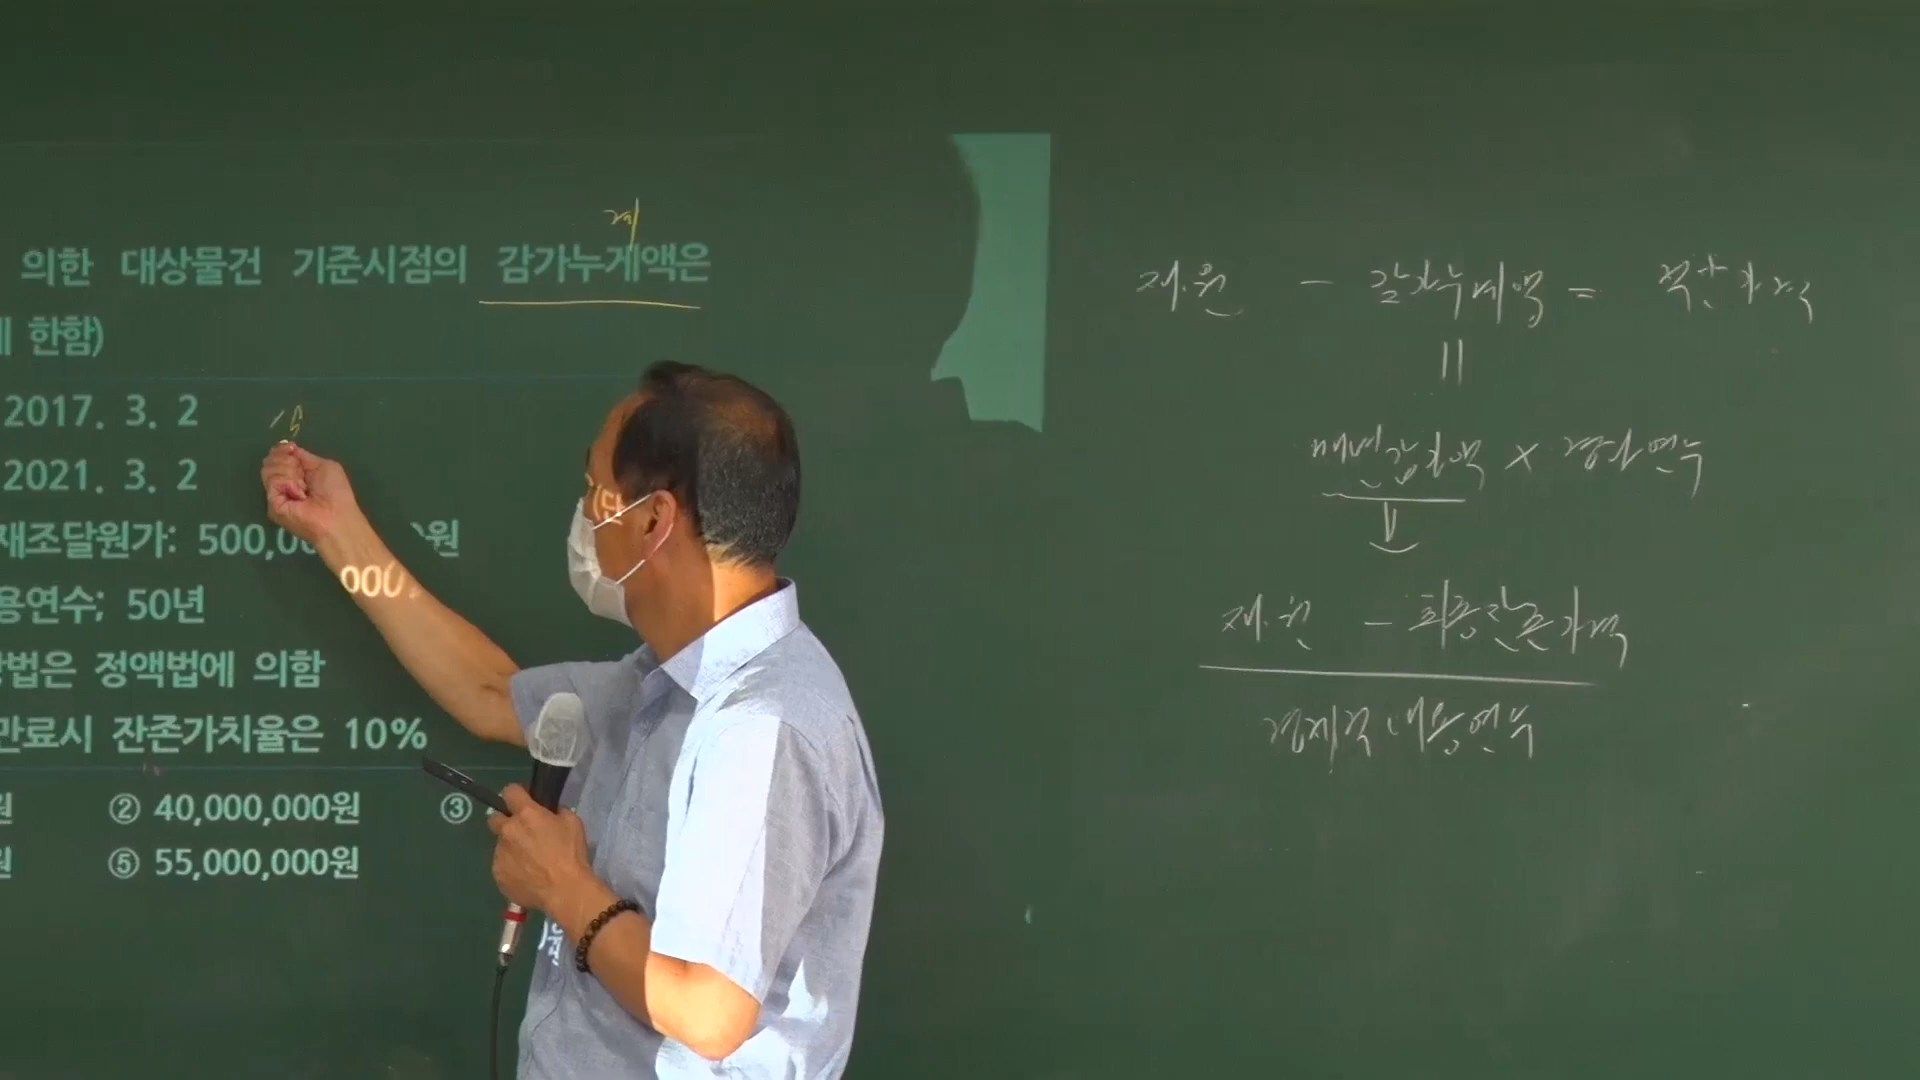 계
의한 대상물건 기준시점의 감가누게액은
한함)
2017. 3. 2
2021. 3. 2
재조달원가: 500,00 원
000,
용연수; 50년
법은 정액법에 의함
만료시 잔존가치율은 10%
원 ② 40,000,000원 ③
원 ⑤ 55,000,000원
재.원 - 감가누계액 = 적산가격
매년감가액 × 경과연수
재.원 - 최종잔존가격
경제적 내용연수